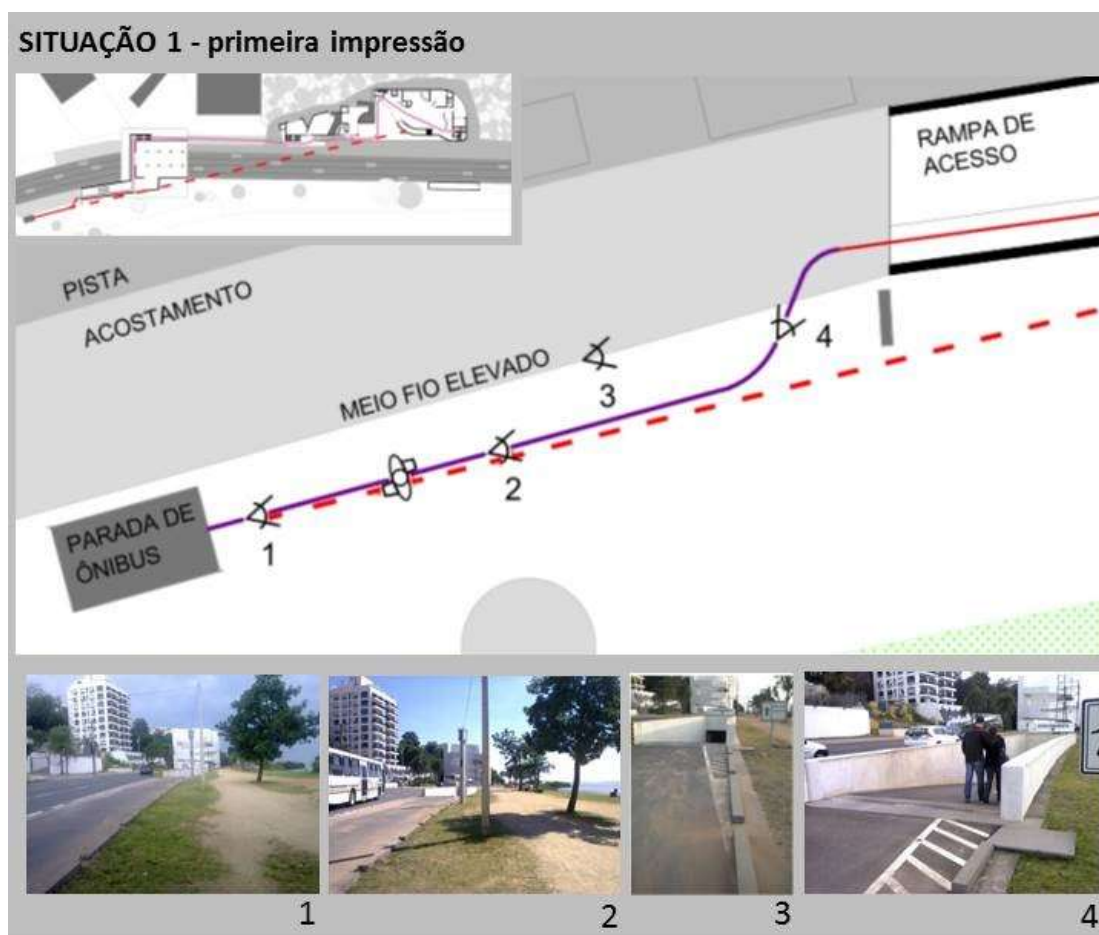 SITUAÇÃO 1 - primeira impressão
RAMPA DE
ACESSO
PISTA
ACOSTAMENTO
MEIO FIO ELEVADO
4
3
2
1
PARADA DE
ÔNIBUS
1
2
3
4